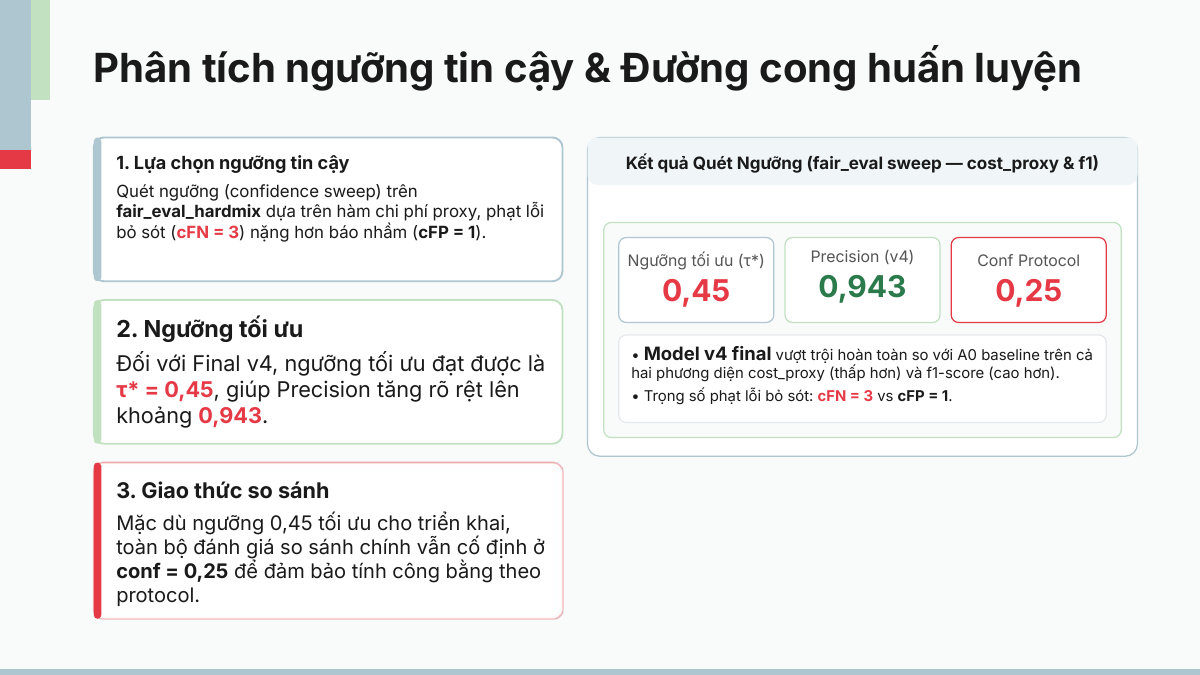 Phân tích ngưỡng tin cậy & Đường cong huấn luyện
1. Lựa chọn ngưỡng tin cậy
Quét ngưỡng (confidence sweep) trên
fair_eval_hardmix dựa trên hàm chi phí proxy, phạt lỗi
bỏ sót (cFN = 3) nặng hơn báo nhầm (cFP = 1).
2. Ngưỡng tối ưu
Đối với Final v4, ngưỡng tối ưu đạt được là
τ* = 0,45, giúp Precision tăng rõ rệt lên
khoảng 0,943.
3. Giao thức so sánh
Mặc dù ngưỡng 0,45 tối ưu cho triển khai,
toàn bộ đánh giá so sánh chính vẫn cố định ở
conf = 0,25 để đảm bảo tính công bằng theo
protocol.
Kết quả Quét Ngưỡng (fair_eval sweep — cost_proxy & f1)
Ngưỡng tối ưu (τ*)
0,45
Precision (v4)
0,943
Conf Protocol
0,25
• Model v4 final vượt trội hoàn toàn so với A0 baseline trên cả
hai phương diện cost_proxy (thấp hơn) và f1-score (cao hơn).
• Trọng số phạt lỗi bỏ sót: cFN = 3 vs cFP = 1.